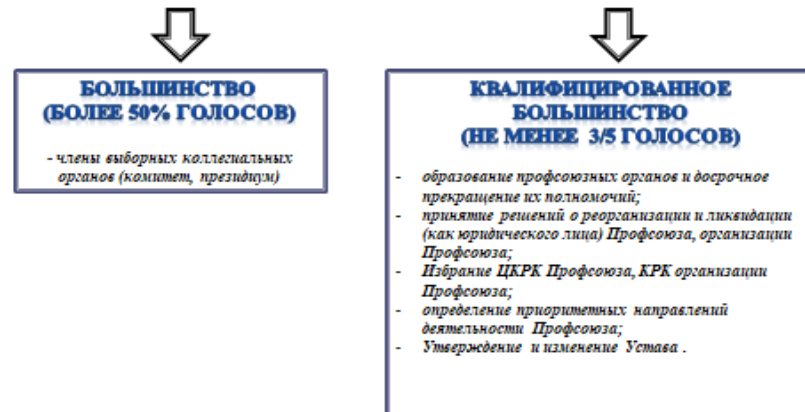 БОЛЬШИНСТВО
(БОЛЕЕ 50% ГОЛОСОВ)
- члены выборных коллегиальных
органов (комитет, президиум)
КВАЛИФИЦИРОВАННОЕ
БОЛЬШИНСТВО
(НЕ МЕНЕЕ 3/5 ГОЛОСОВ)
- образование профсоюзных органов и досрочное
прекращение их полномочий;
- принятие решений о реорганизации и ликвидации
(как юридического лица) Профсоюза, организации
Профсоюза;
- Избрание ЦКРК Профсоюза, КРК организации
Профсоюза;
- определение приоритетных направлений
деятельности Профсоюза;
- Утверждение и изменение Устава .